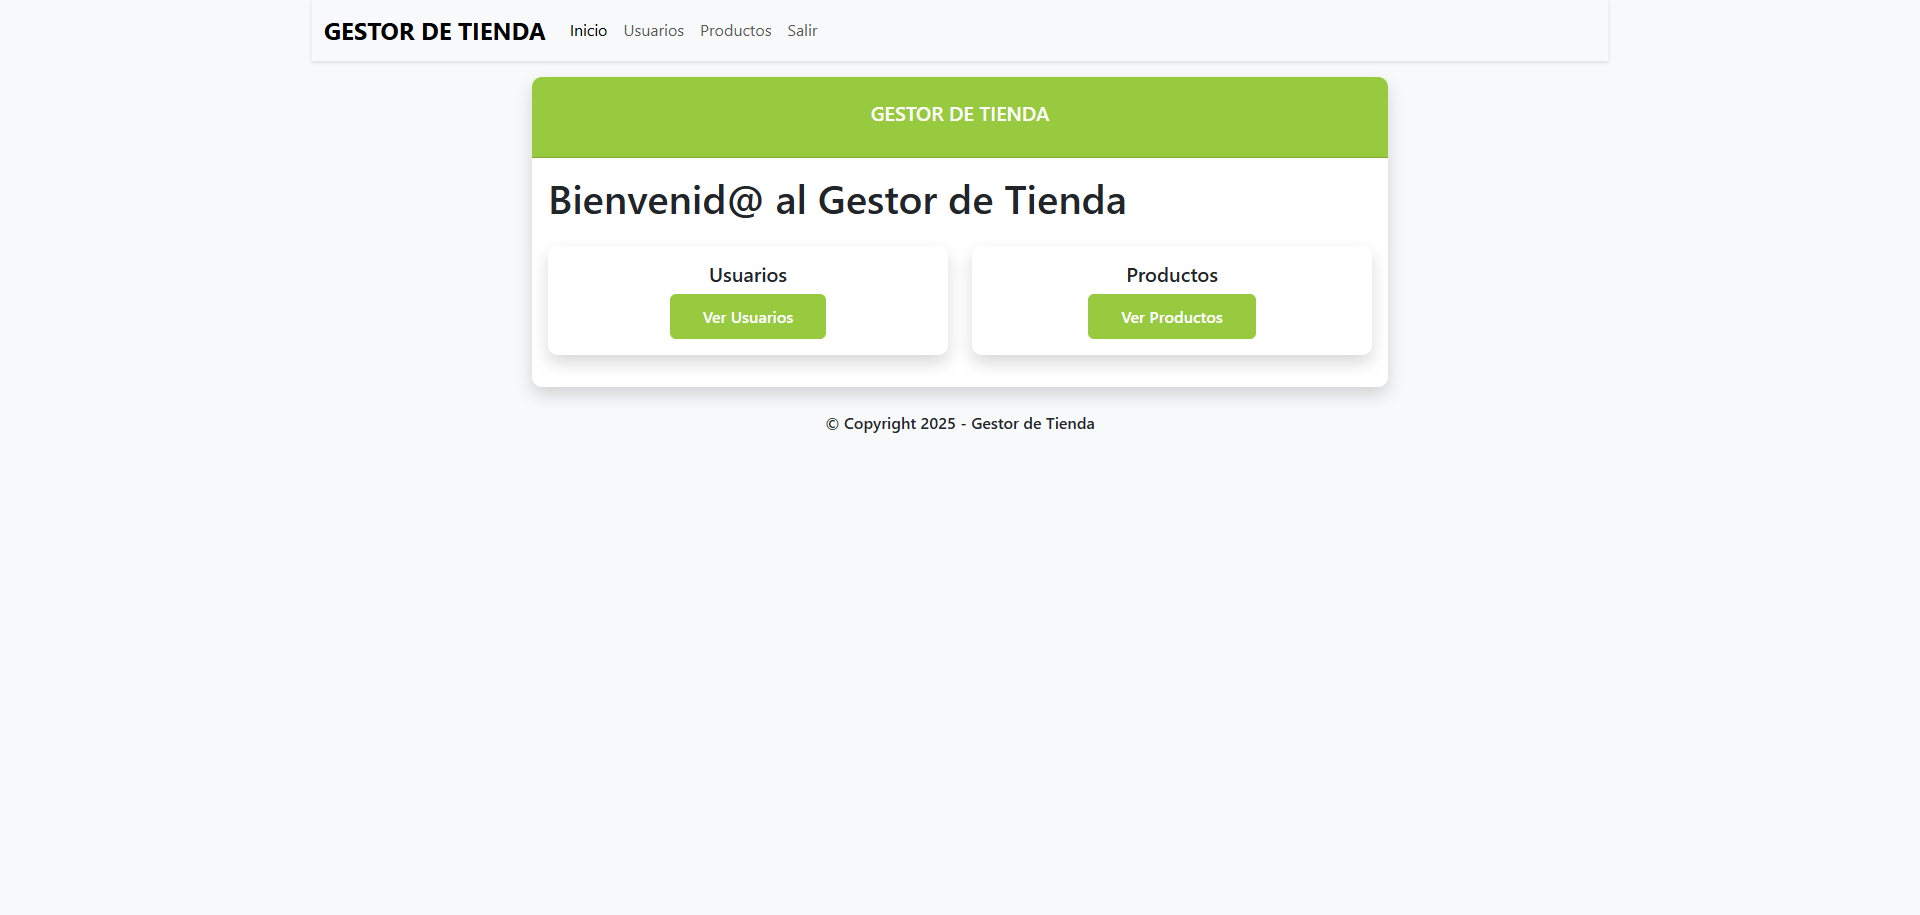 GESTOR DE TIENDA Inicio Usuarios Productos Salir
GESTOR DE TIENDA
Bienvenid@ al Gestor de Tienda
Usuarios
Ver Usuarios
Productos
Ver Productos
© Copyright 2025 - Gestor de Tienda